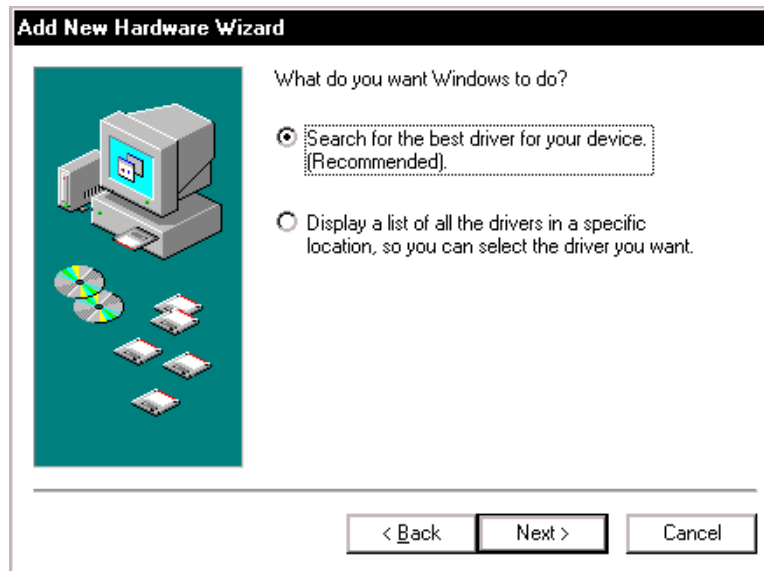 Add New Hardware Wizard
What do you want Windows to do?
Search for the best driver for your device.
(Recommended).
Display a list of all the drivers in a specific
location, so you can select the driver you want.
< Back
Next >
Cancel